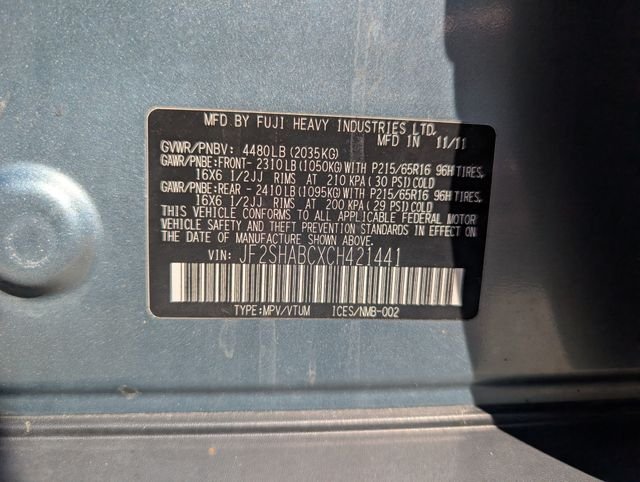 MFD BY FUJI HEAVY INDUSTRIES LTD.
MFD IN 11/11
GVWR/PNBV: 4480LB (2035KG)
GAWR/PNBE:FRONT- 2310LB(1050KG)WITH P215/65R16 96H TIRES,
16X6 1/2JJ RIMS AT 210 KPA (30 PSI)COLD
GAWR/PNBE:REAR - 2410LB(1095KG)WITH P215/65R16 96H TIRES,
16X6 1/2JJ RIMS AT 200 KPA (29 PSI)COLD
THIS VEHICLE CONFORMS TO ALL APPLICABLE FEDERAL MOTOR
VEHICLE SAFETY AND THEFT PREVENTION STANDARDS IN EFFECT ON THE
DATE OF MANUFACTURE SHOWN ABOVE.
VIN: JF2SHABCXCH421441
TYPE:MPV/VTUM ICES/NMB-002